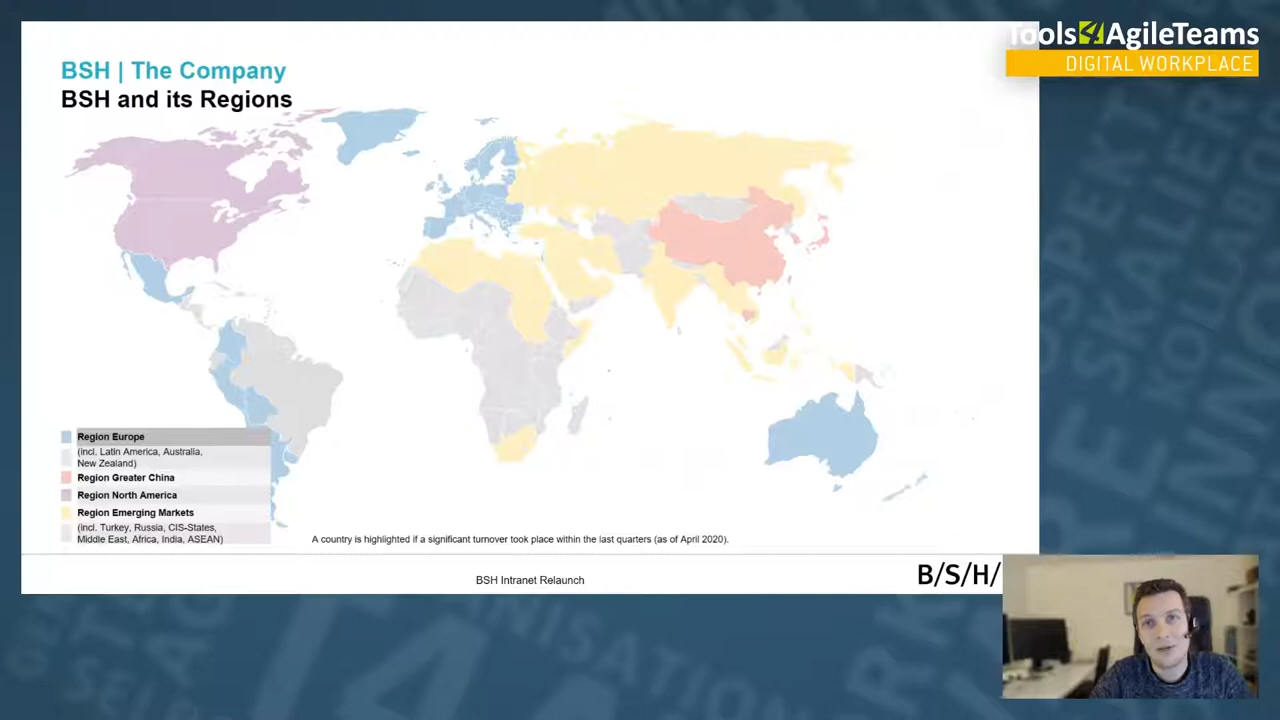 Tools4AgileTeams
DIGITAL WORKPLACE
BSH | The Company
BSH and its Regions
Region Europe
(incl. Latin America, Australia,
New Zealand)
Region Greater China
Region North America
Region Emerging Markets
(incl. Turkey, Russia, CIS-States,
Middle East, Africa, India, ASEAN)
A country is highlighted if a significant turnover took place within the last quarters (as of April 2020).
BSH Intranet Relaunch
B/S/H/